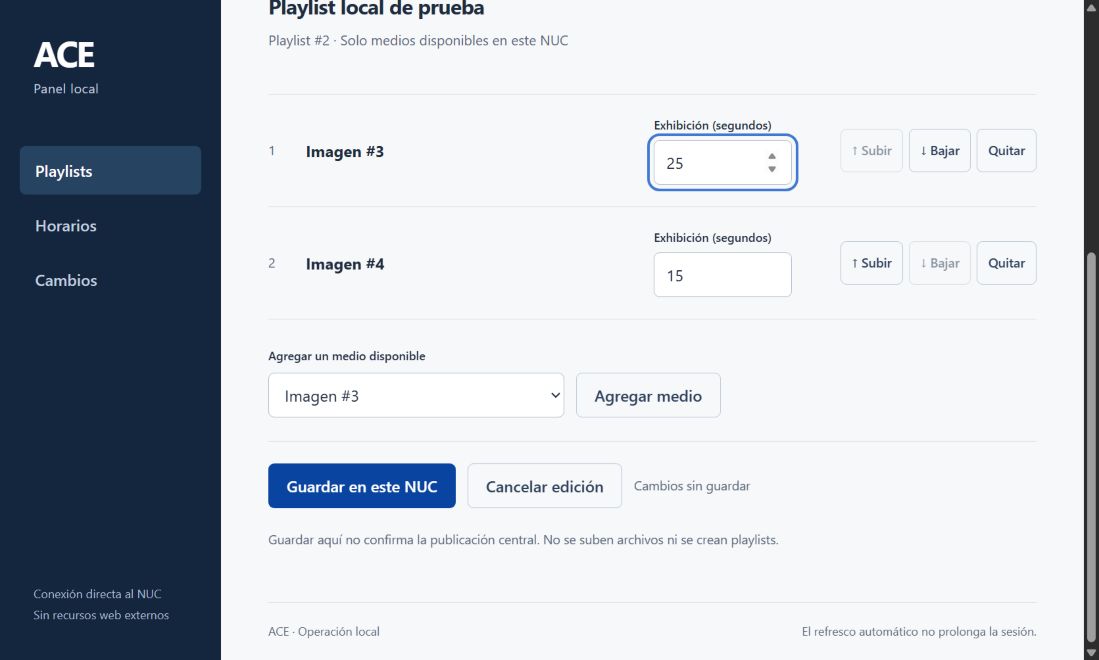 ACE
Panel local
Playlists
Horarios
Cambios
Conexión directa al NUC
Sin recursos web externos
Playlist local de prueba
Playlist #2 · Solo medios disponibles en este NUC
Exhibición (segundos)
1 Imagen #3 25 ↑ Subir ↓ Bajar Quitar
Exhibición (segundos)
2 Imagen #4 15 ↑ Subir ↓ Bajar Quitar
Agregar un medio disponible
Imagen #3 Agregar medio
Guardar en este NUC Cancelar edición Cambios sin guardar
Guardar aquí no confirma la publicación central. No se suben archivos ni se crean playlists.
ACE · Operación local El refresco automático no prolonga la sesión.